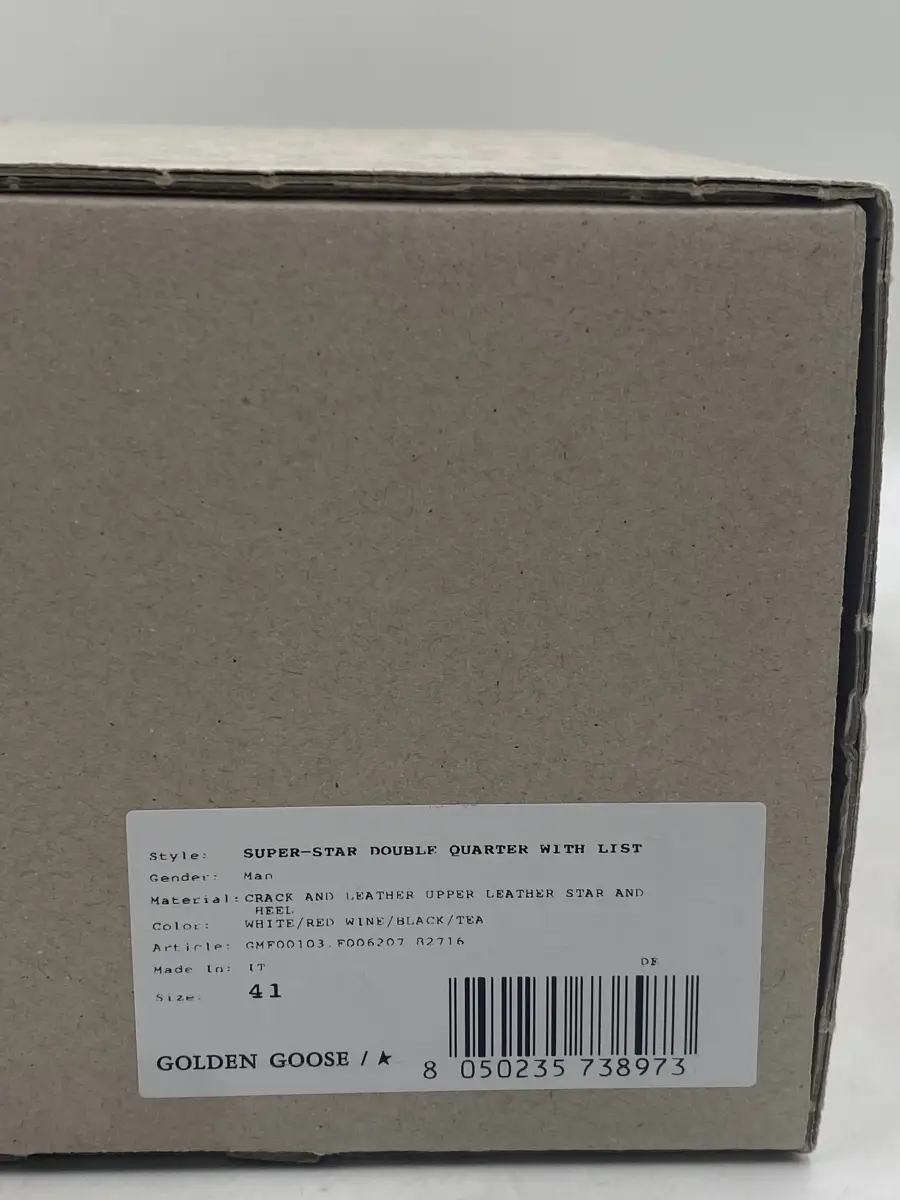 Style: SUPER-STAR DOUBLE QUARTER WITH LIST
Gender: Man
Material: CRACK AND LEATHER UPPER LEATHER STAR AND
HEEL
Color: WHITE/RED WINE/BLACK/TEA
Article: GMF00103.F006207 82716
Made In: IT
DE
Size: 41
GOLDEN GOOSE / ★
8 050235 738973